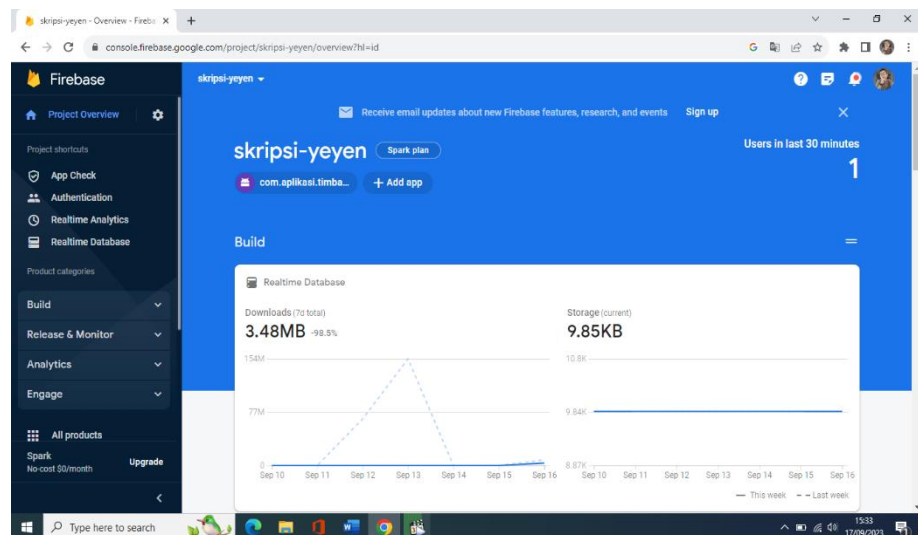 skripsi-yeyen - Overview - Fireba
console.firebase.google.com/project/skripsi-yeyen/overview?hl=id
Firebase
skripsi-yeyen
Project Overview
Receive email updates about new Firebase features, research, and events Sign up
Project shortcuts
App Check
Authentication
Realtime Analytics
Realtime Database
Product categories
Build
Release & Monitor
Analytics
Engage
All products
Spark
No-cost $0/month
Upgrade
skripsi-yeyen Spark plan
com.aplikasi.timba...
+ Add app
Users in last 30 minutes
1
Build
Realtime Database
Downloads (7d total)
3.48MB -98.5%
154M
77M
0
Sep 10 Sep 11 Sep 12 Sep 13 Sep 14 Sep 15 Sep 16
Storage (current)
9.85KB
10.8K
9.84K
8.87K
Sep 10 Sep 11 Sep 12 Sep 13 Sep 14 Sep 15 Sep 16
This week Last week
Type here to search
15:33
17/09/2023